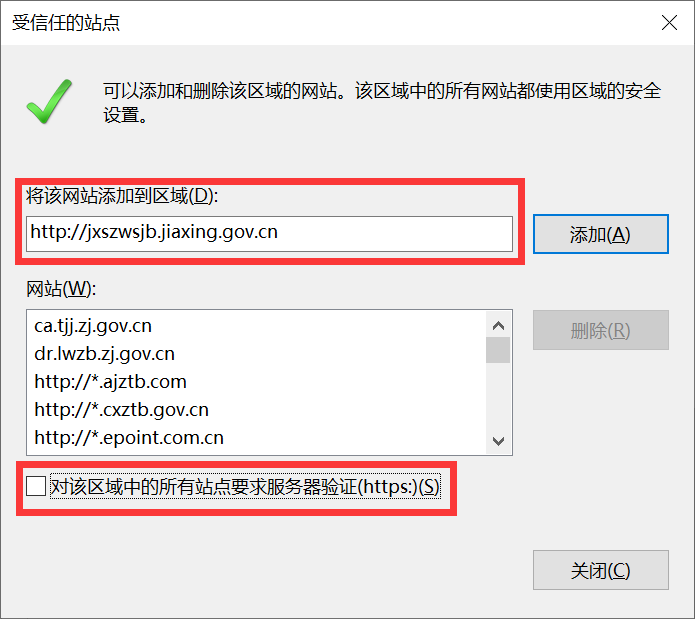 受信任的站点
可以添加和删除该区域的网站。该区域中的所有网站都使用区域的安全
设置。
将该网站添加到区域(D):
http://jxszwsjb.jiaxing.gov.cn
添加(A)
网站(W):
ca.tjj.zj.gov.cn
dr.lwzb.zj.gov.cn
http://*.ajztb.com
http://*.cxztb.gov.cn
http://*.epoint.com.cn
删除(R)
对该区域中的所有站点要求服务器验证(https:)(S)
关闭(C)